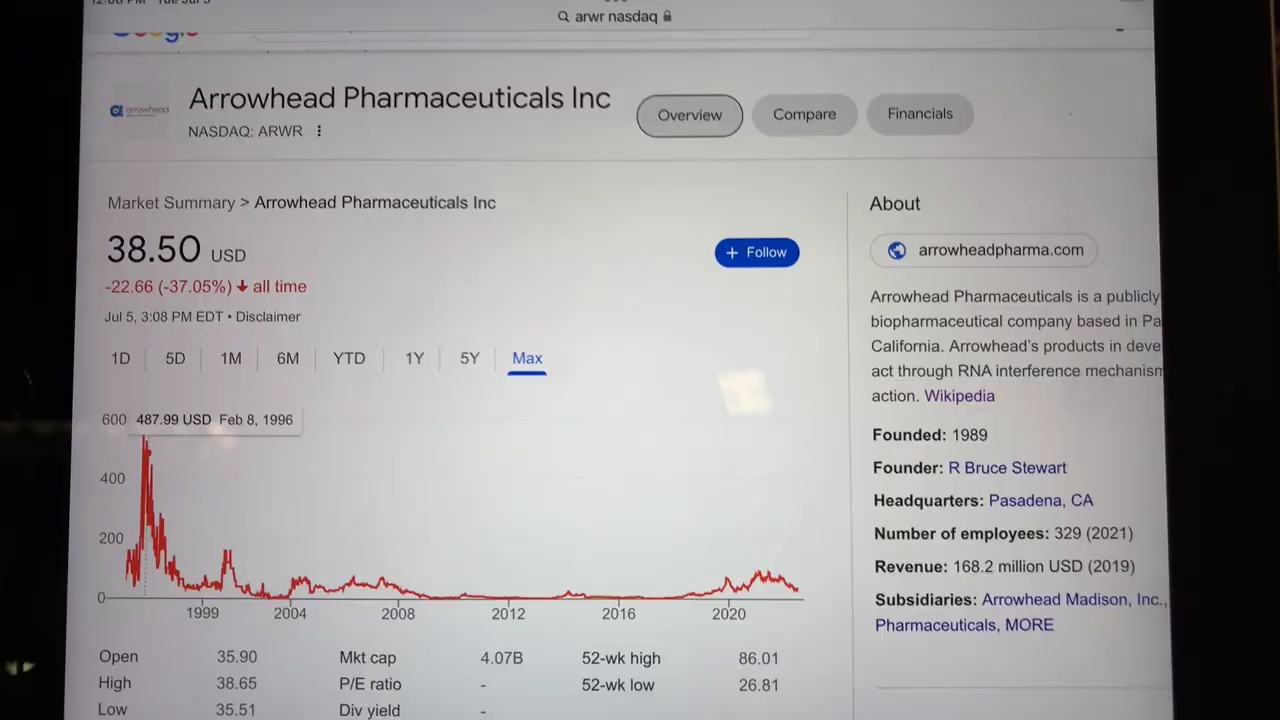 arwr nasdaq
arrowhead
Arrowhead Pharmaceuticals Inc
NASDAQ: ARWR
Overview
Compare
Financials
Market Summary > Arrowhead Pharmaceuticals Inc
38.50 USD
-22.66 (-37.05%) all time
Jul 5, 3:08 PM EDT • Disclaimer
+ Follow
1D 5D 1M 6M YTD 1Y 5Y Max
600 487.99 USD Feb 8, 1996
400
200
0
1999 2004 2008 2012 2016 2020
Open 35.90 Mkt cap 4.07B 52-wk high 86.01
High 38.65 P/E ratio - 52-wk low 26.81
Low 35.51 Div yield -
About
arrowheadpharma.com
Arrowhead Pharmaceuticals is a publicly
biopharmaceutical company based in Pa
California. Arrowhead's products in deve
act through RNA interference mechanism
action. Wikipedia
Founded: 1989
Founder: R Bruce Stewart
Headquarters: Pasadena, CA
Number of employees: 329 (2021)
Revenue: 168.2 million USD (2019)
Subsidiaries: Arrowhead Madison, Inc.,
Pharmaceuticals, MORE